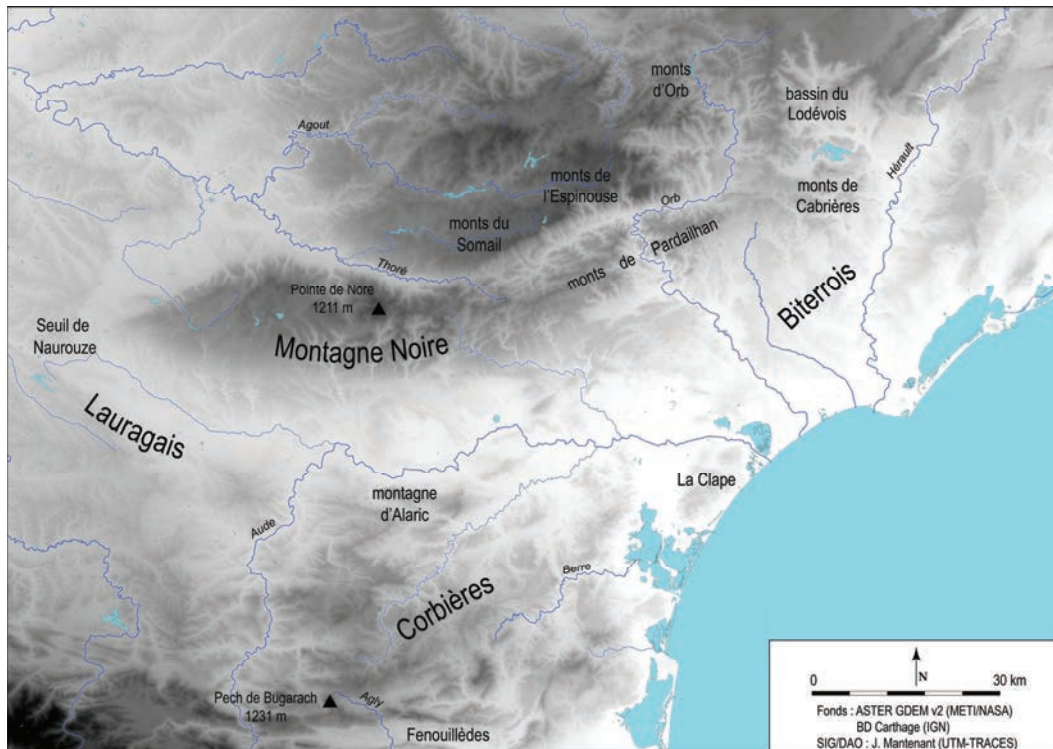 monts
d'Orb
bassin du
Lodévois
Agout
Hérault
monts de
l'Espinouse
monts de
Cabrières
Orb
monts du
Somail
monts de Pardailhan
Thoré
Pointe de Nore
1211 m
Biterrois
Seuil de
Naurouze
Montagne Noire
Lauragais
La Clape
montagne
d'Alaric
Aude
Berre
Corbières
Pech de Bugarach
1231 m
Agly
Fenouillèdes
N
0 30 km
Fonds : ASTER GDEM v2 (METI/NASA)
BD Carthage (IGN)
SIG/DAO : J. Mantenant (UTM-TRACES)